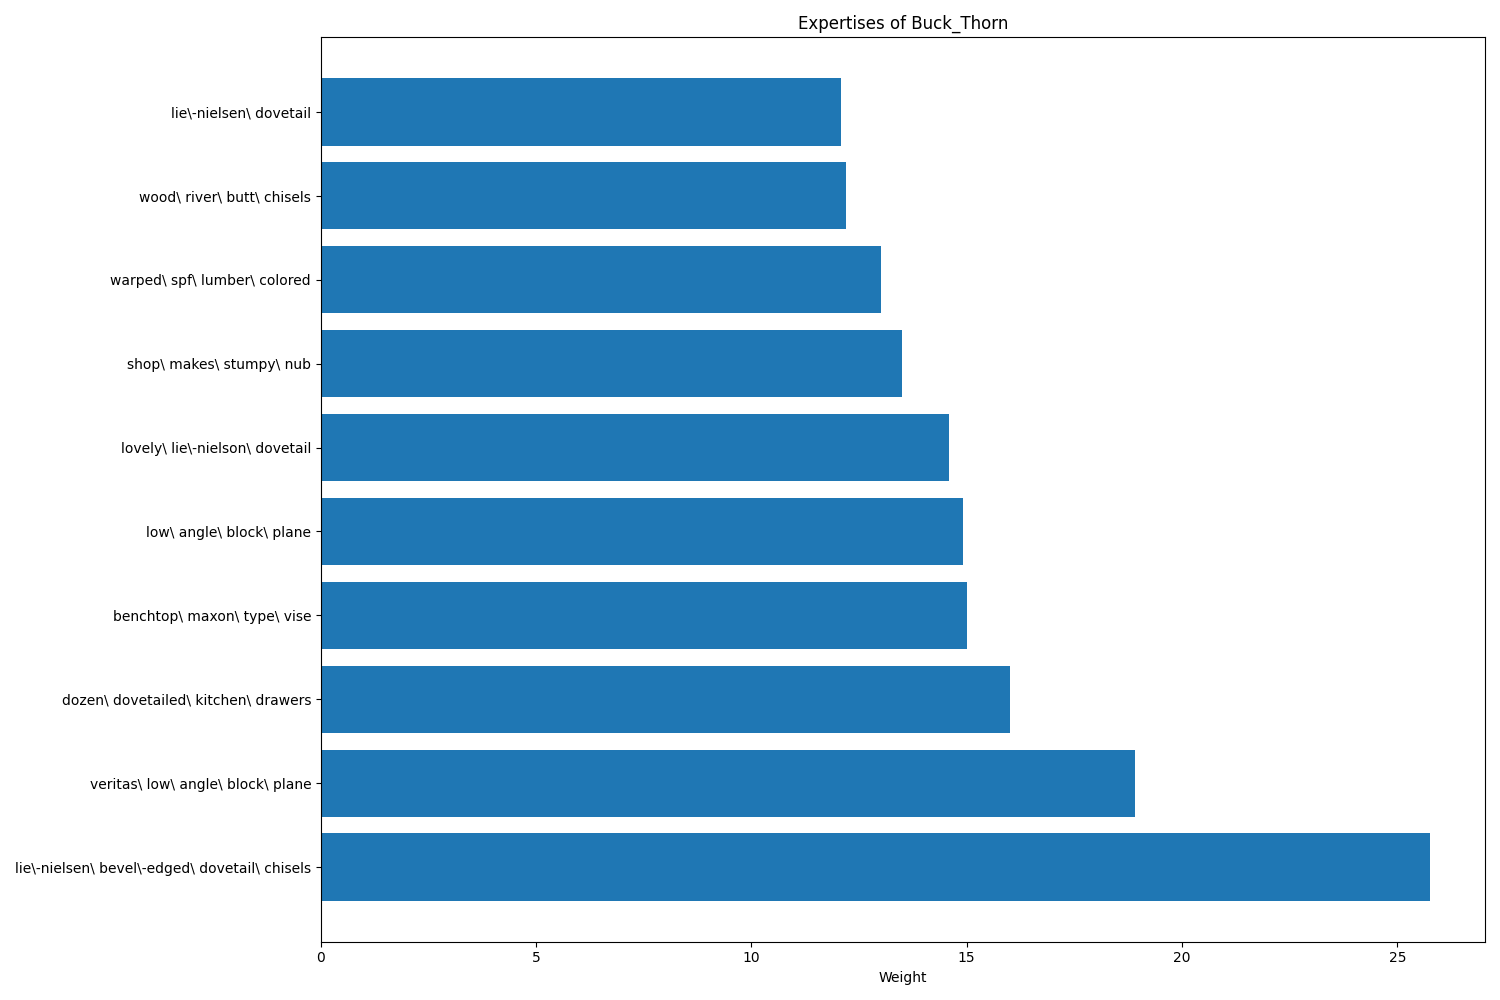 Expertises of Buck_Thorn
lie\-nielsen\ dovetail
wood\ river\ butt\ chisels
warped\ spf\ lumber\ colored
shop\ makes\ stumpy\ nub
lovely\ lie\-nielson\ dovetail
low\ angle\ block\ plane
benchtop\ maxon\ type\ vise
dozen\ dovetailed\ kitchen\ drawers
veritas\ low\ angle\ block\ plane
lie\-nielsen\ bevel\-edged\ dovetail\ chisels
0 5 10 15 20 25
Weight